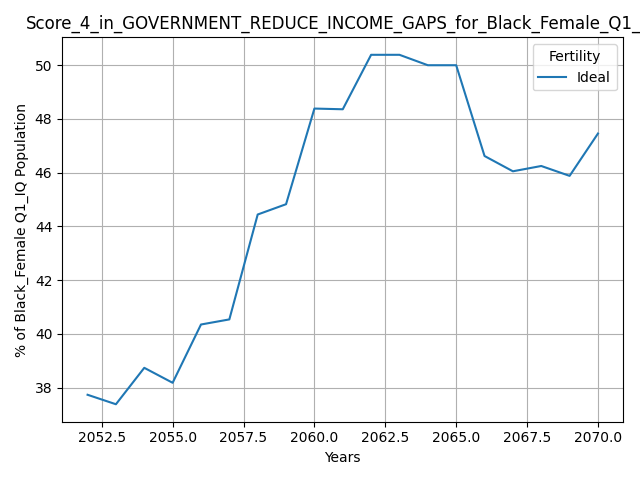 Score_4_in_GOVERNMENT_REDUCE_INCOME_GAPS_for_Black_Female_Q1_
Fertility
Ideal
% of Black_Female Q1_IQ Population
50
48
46
44
42
40
38
2052.5 2055.0 2057.5 2060.0 2062.5 2065.0 2067.5 2070.0
Years